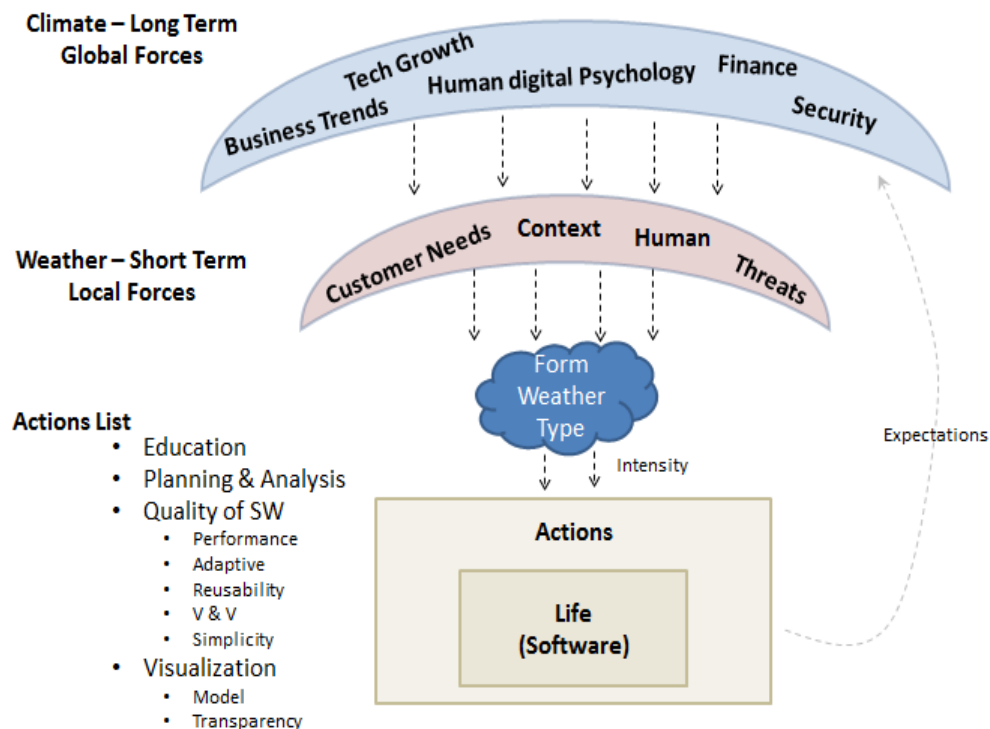 Climate – Long Term
Global Forces
Business Trends
Tech Growth
Human digital Psychology
Finance
Security
Weather – Short Term
Local Forces
Customer Needs
Context
Human
Threats
Form
Weather
Type
Intensity
Expectations
Actions
Life
(Software)
Actions List
• Education
• Planning & Analysis
• Quality of SW
• Performance
• Adaptive
• Reusability
• V & V
• Simplicity
• Visualization
• Model
• Transparency